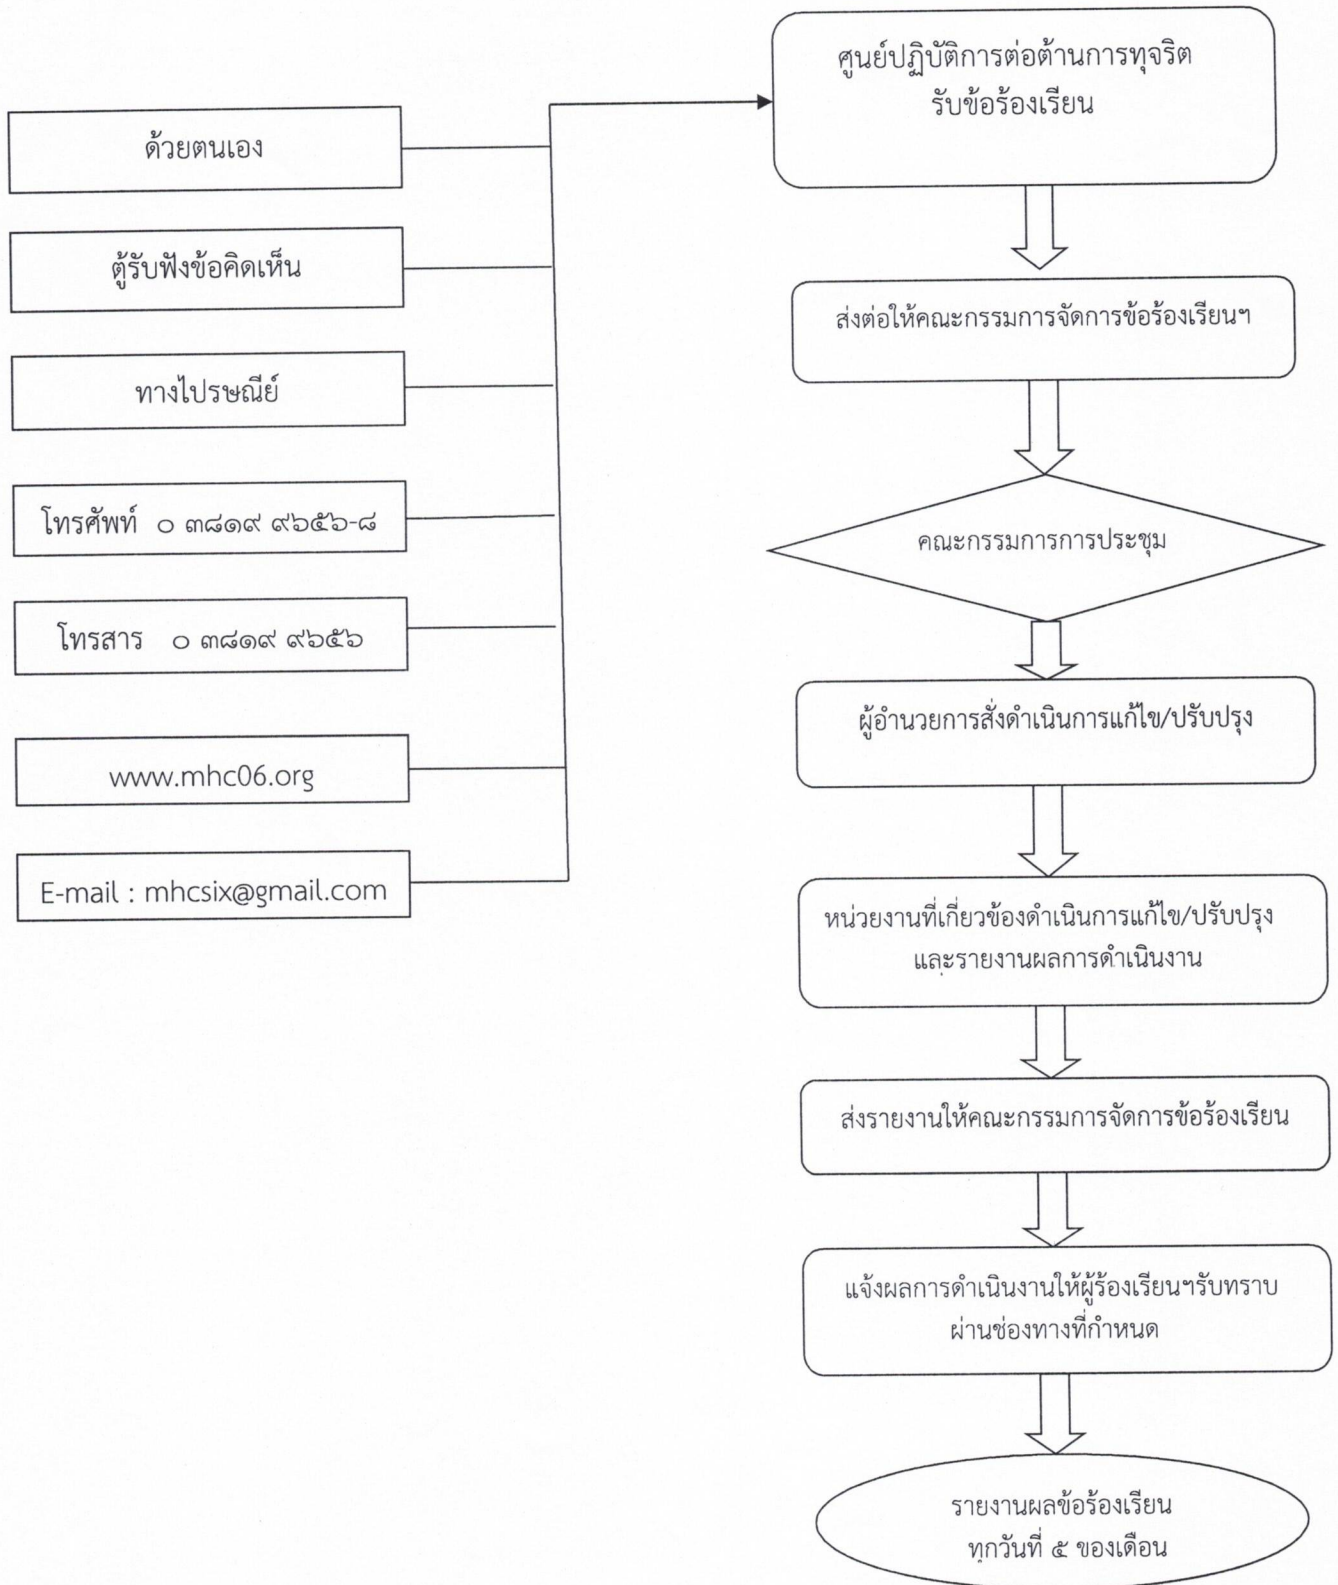 ด้วยตนเอง
ตู้รับฟังข้อคิดเห็น
ทางไปรษณีย์
โทรศัพท์ ๐ ๓๘๑๙ ๙๖๕๖-๘
โทรสาร ๐ ๓๘๑๙ ๙๖๕๖
www.mhc06.org
E-mail : mhcsix@gmail.com
ศูนย์ปฏิบัติการต่อต้านการทุจริต
รับข้อร้องเรียน
ส่งต่อให้คณะกรรมการจัดการข้อร้องเรียนฯ
คณะกรรมการการประชุม
ผู้อำนวยการสั่งดำเนินการแก้ไข/ปรับปรุง
หน่วยงานที่เกี่ยวข้องดำเนินการแก้ไข/ปรับปรุง
และรายงานผลการดำเนินงาน
ส่งรายงานให้คณะกรรมการจัดการข้อร้องเรียน
แจ้งผลการดำเนินงานให้ผู้ร้องเรียนฯรับทราบ
ผ่านช่องทางที่กำหนด
รายงานผลข้อร้องเรียน
ทุกวันที่ ๕ ของเดือน